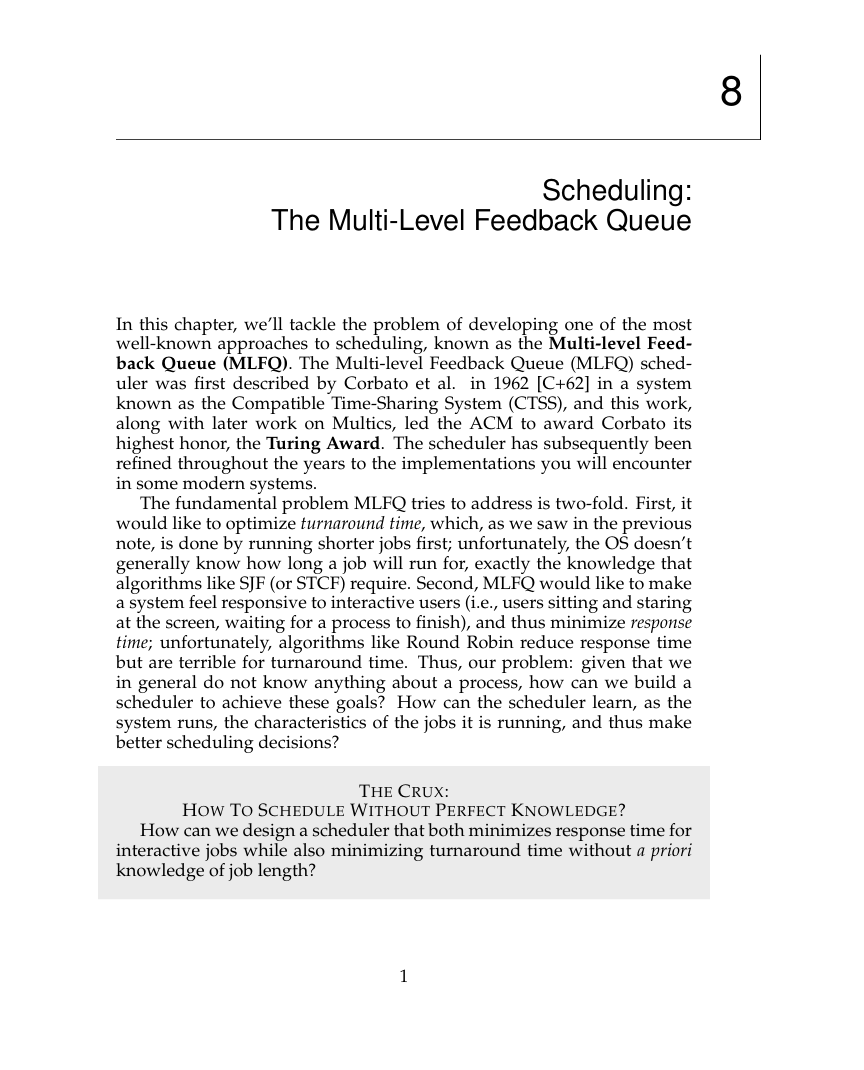 8
Scheduling:
The Multi-Level Feedback Queue
In this chapter, we’ll tackle the problem of developing one of the most
well-known approaches to scheduling, known as the Multi-level Feed-
back Queue (MLFQ). The Multi-level Feedback Queue (MLFQ) sched-
uler was first described by Corbato et al. in 1962 [C+62] in a system
known as the Compatible Time-Sharing System (CTSS), and this work,
along with later work on Multics, led the ACM to award Corbato its
highest honor, the Turing Award. The scheduler has subsequently been
refined throughout the years to the implementations you will encounter
in some modern systems.
The fundamental problem MLFQ tries to address is two-fold. First, it
would like to optimize turnaround time, which, as we saw in the previous
note, is done by running shorter jobs first; unfortunately, the OS doesn’t
generally know how long a job will run for, exactly the knowledge that
algorithms like SJF (or STCF) require. Second, MLFQ would like to make
a system feel responsive to interactive users (i.e., users sitting and staring
at the screen, waiting for a process to finish), and thus minimize response
time; unfortunately, algorithms like Round Robin reduce response time
but are terrible for turnaround time. Thus, our problem: given that we
in general do not know anything about a process, how can we build a
scheduler to achieve these goals? How can the scheduler learn, as the
system runs, the characteristics of the jobs it is running, and thus make
better scheduling decisions?
THE CRUX:
HOW TO SCHEDULE WITHOUT PERFECT KNOWLEDGE?
How can we design a scheduler that both minimizes response time for
interactive jobs while also minimizing turnaround time without a priori
knowledge of job length?
1